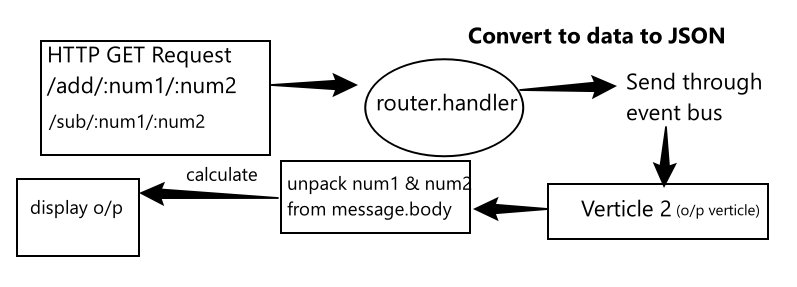 Convert to data to JSON
HTTP GET Request
/add/:num1/:num2
/sub/:num1/:num2
router.handler
Send through
event bus
Verticle 2 (o/p verticle)
unpack num1 & num2
from message.body
calculate
display o/p